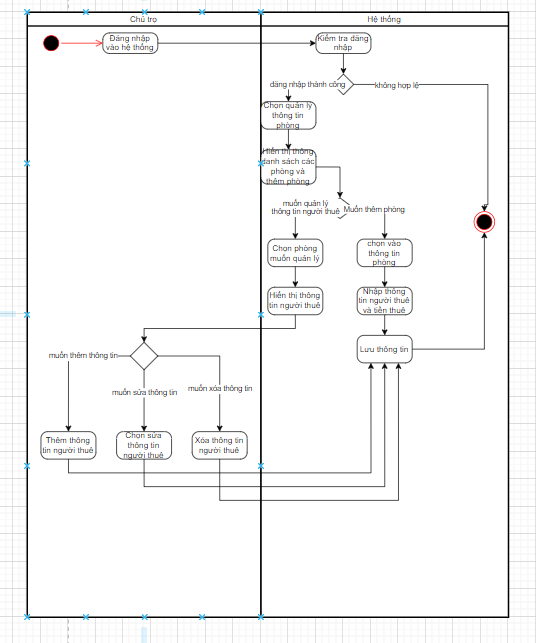 Chủ trọ
Hệ thống
Đăng nhập
vào hệ thống
Kiểm tra đăng
nhập
đăng nhập thành công
không hợp lệ
Chọn quản lý
thông tin
phòng
Hiển thị thông
danh sách các
phòng và
thêm phòng
muốn quản lý
thông tin người thuê
Muốn thêm phòng
Chọn phòng
muốn quản lý
chọn vào
thông tin
phòng
Hiển thị thông
tin người thuê
Nhập thông
tin người thuê
và tiền thuê
Lưu thông tin
muốn thêm thông tin
muốn sửa thông tin
muốn xóa thông tin
Thêm thông
tin người thuê
Chọn sửa
thông tin
người thuê
Xóa thông tin
người thuê